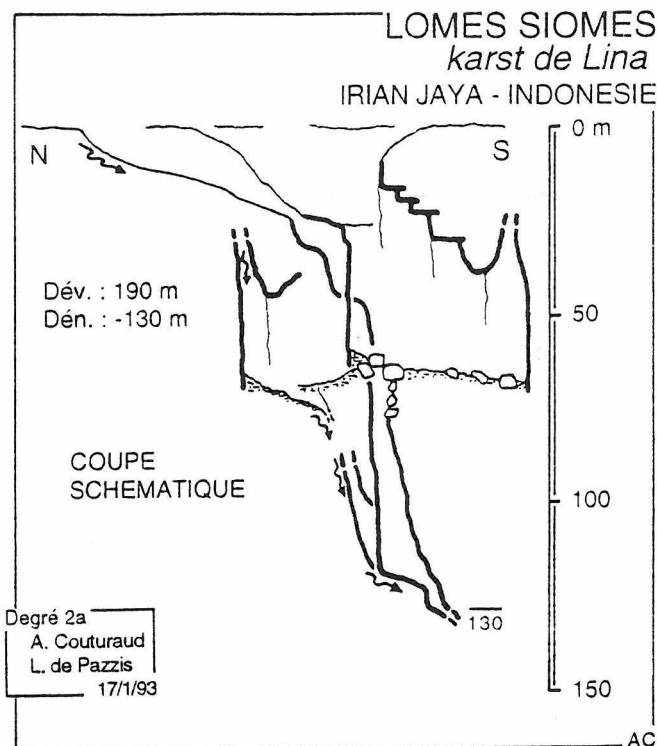 LOMES SIOMES
karst de Lina
IRIAN JAYA - INDONESIE
N
S
0 m
Dév. : 190 m
Dén. : -130 m
50
COUPE
SCHEMATIQUE
100
130
Degré 2a
A. Couturaud
L. de Pazzis
17/1/93
150
AC